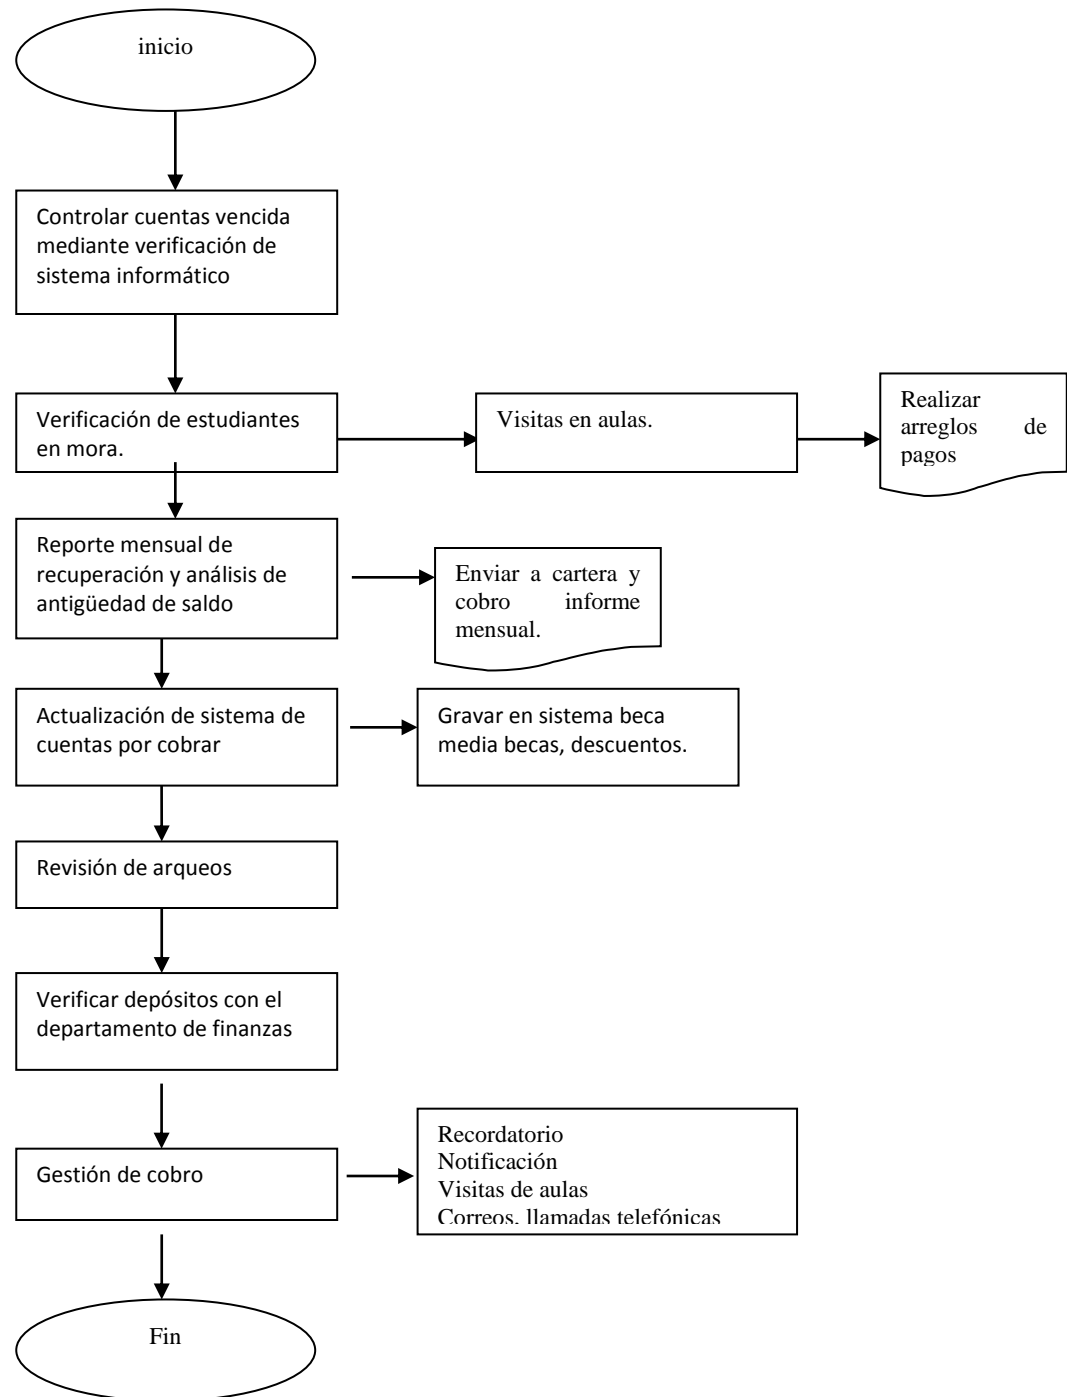 inicio
Controlar cuentas vencida
mediante verificación de
sistema informático
Verificación de estudiantes
en mora.
Visitas en aulas.
Realizar
arreglos de
pagos
Reporte mensual de
recuperación y análisis de
antigüedad de saldo
Enviar a cartera y
cobro informe
mensual.
Actualización de sistema de
cuentas por cobrar
Gravar en sistema beca
media becas, descuentos.
Revisión de arqueos
Verificar depósitos con el
departamento de finanzas
Gestión de cobro
Recordatorio
Notificación
Visitas de aulas
Correos, llamadas telefónicas
Fin